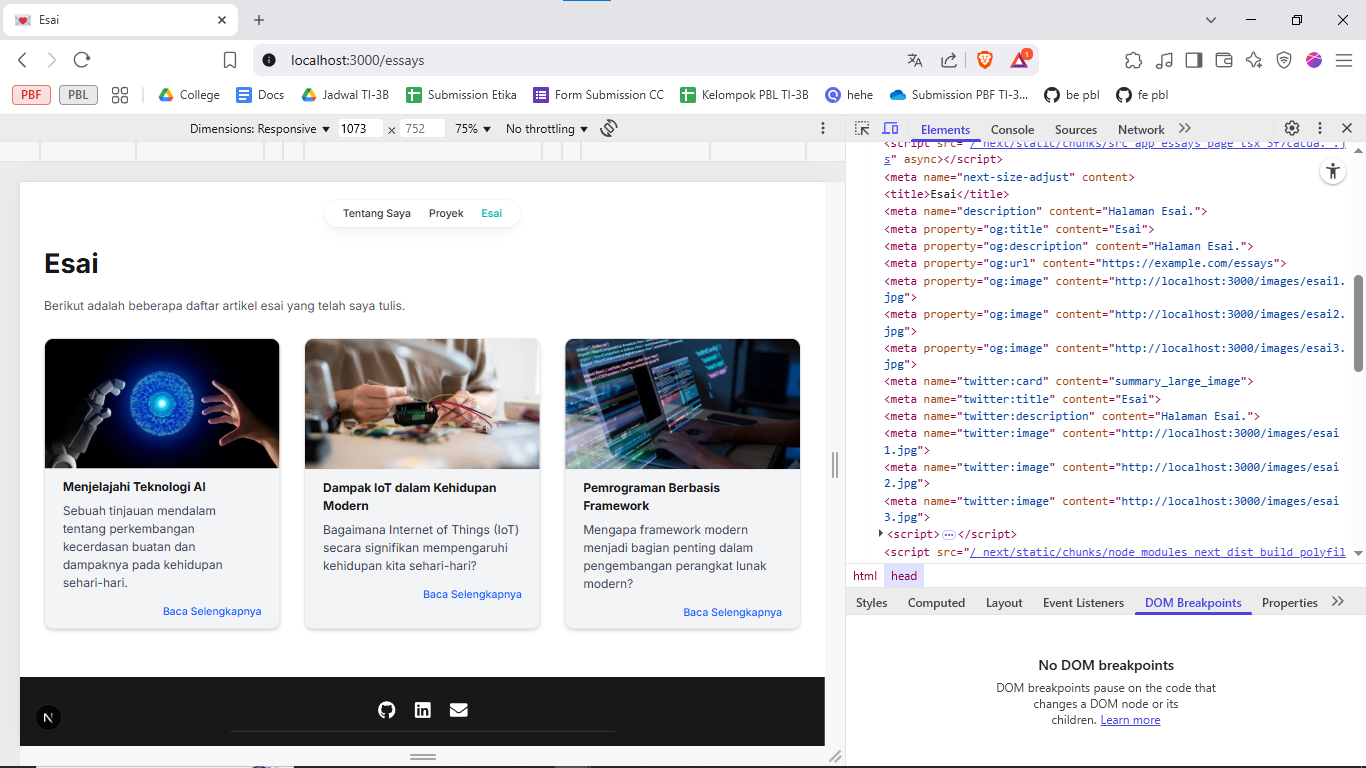 Esai
localhost:3000/essays
1
PBF
PBL
College
Docs
Jadwal TI-3B
Submission Etika
Form Submission CC
Kelompok PBL TI-3B
hehe
Submission PBF TI-3...
be pbl
fe pbl
Dimensions: Responsive
1073
×
752
75%
No throttling
Elements
Console
Sources
Network
Tentang Saya
Proyek
Esai
Esai
Berikut adalah beberapa daftar artikel esai yang telah saya tulis.
Menjelajahi Teknologi AI
Sebuah tinjauan mendalam
tentang perkembangan
kecerdasan buatan dan
dampaknya pada kehidupan
sehari-hari.
Baca Selengkapnya
Dampak IoT dalam Kehidupan
Modern
Bagaimana Internet of Things (IoT)
secara signifikan mempengaruhi
kehidupan kita sehari-hari?
Baca Selengkapnya
Pemrograman Berbasis
Framework
Mengapa framework modern
menjadi bagian penting dalam
pengembangan perangkat lunak
modern?
Baca Selengkapnya
N
s" async></script>
<meta name="next-size-adjust" content>
<title>Esai</title>
<meta name="description" content="Halaman Esai.">
<meta property="og:title" content="Esai">
<meta property="og:description" content="Halaman Esai.">
<meta property="og:url" content="https://example.com/essays">
<meta property="og:image" content="http://localhost:3000/images/esai1.
jpg">
<meta property="og:image" content="http://localhost:3000/images/esai2.
jpg">
<meta property="og:image" content="http://localhost:3000/images/esai3.
jpg">
<meta name="twitter:card" content="summary_large_image">
<meta name="twitter:title" content="Esai">
<meta name="twitter:description" content="Halaman Esai.">
<meta name="twitter:image" content="http://localhost:3000/images/esai
1.jpg">
<meta name="twitter:image" content="http://localhost:3000/images/esai
2.jpg">
<meta name="twitter:image" content="http://localhost:3000/images/esai
3.jpg">
<script>…</script>
<script src="/_next/static/chunks/node_modules_next_dist_build_polyfil
html
head
Styles
Computed
Layout
Event Listeners
DOM Breakpoints
Properties
No DOM breakpoints
DOM breakpoints pause on the code that
changes a DOM node or its
children. Learn more